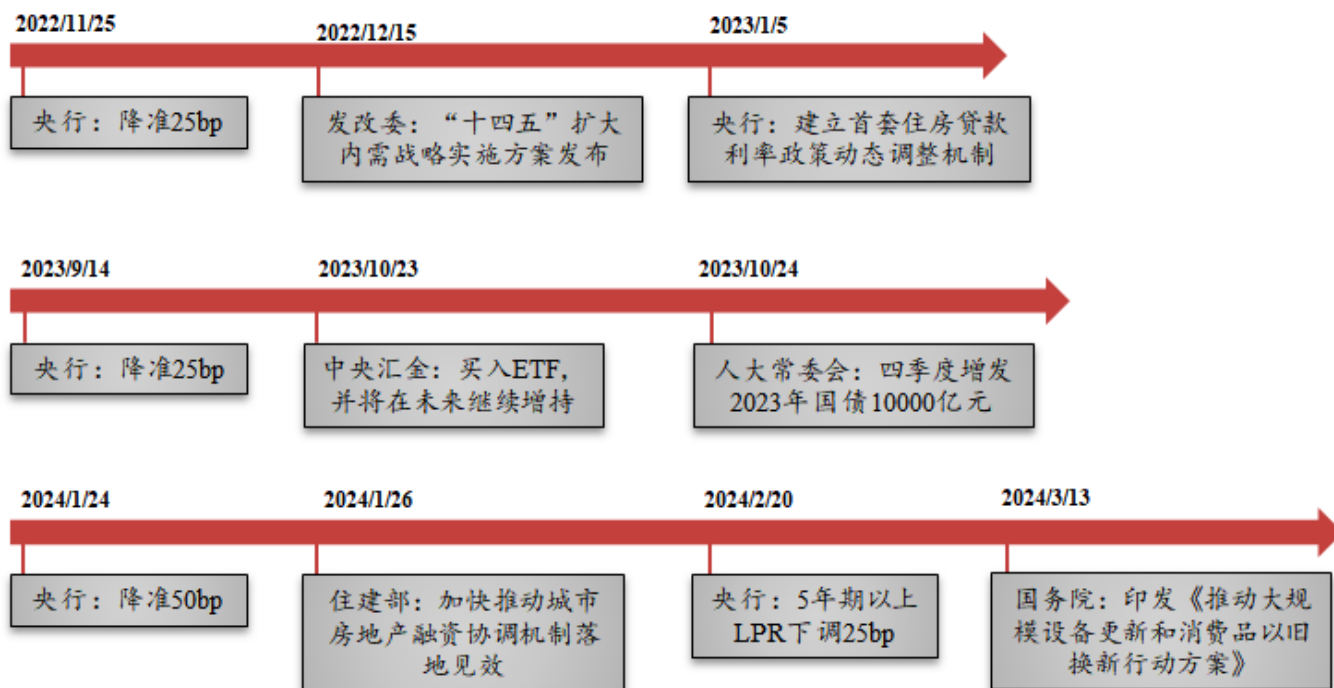 2022/11/25
2022/12/15
2023/1/5
央行：降准25bp
发改委：“十四五”扩大
内需战略实施方案发布
央行：建立首套住房贷款
利率政策动态调整机制
2023/9/14
2023/10/23
2023/10/24
央行：降准25bp
中央汇金：买入ETF，
并将在未来继续增持
人大常委会：四季度增发
2023年国债10000亿元
2024/1/24
2024/1/26
2024/2/20
2024/3/13
央行：降准50bp
住建部：加快推动城市
房地产融资协调机制落
地见效
央行：5年期以上
LPR下调25bp
国务院：印发《推动大规
模设备更新和消费品以旧
换新行动方案》